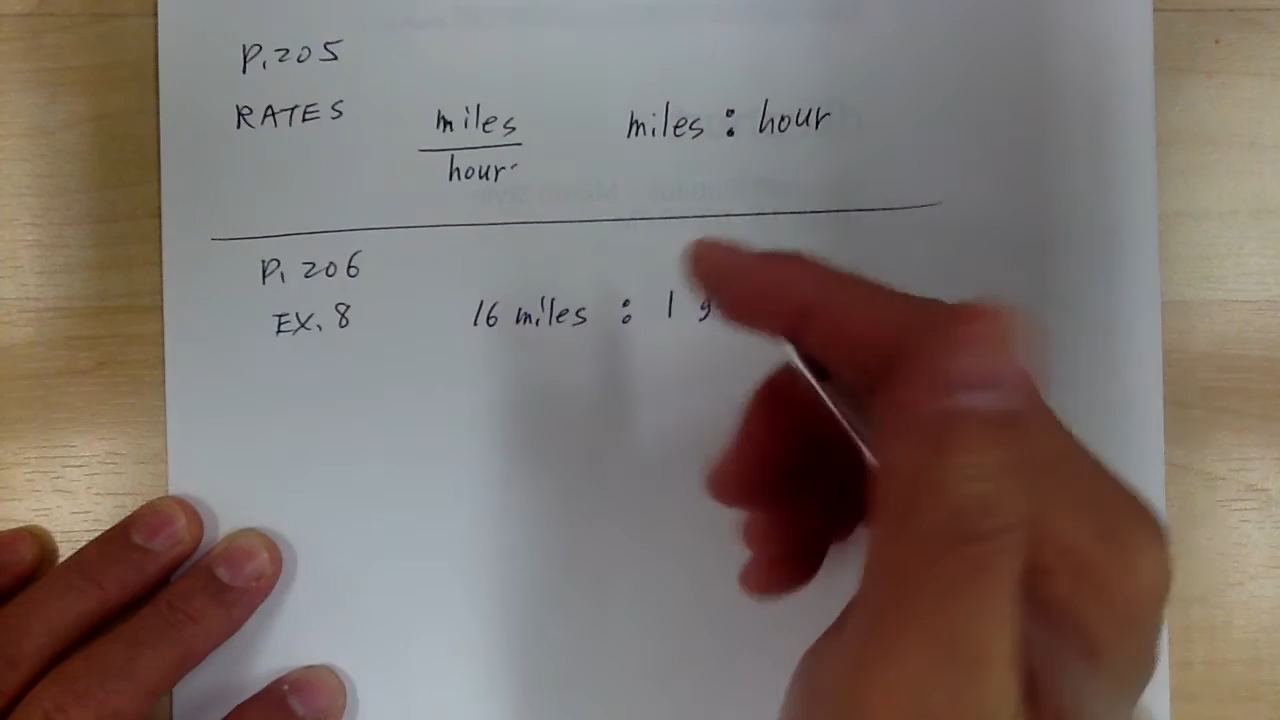 P. 205
RATES
miles
hour
miles : hour
P. 206
EX. 8
16 miles : 1